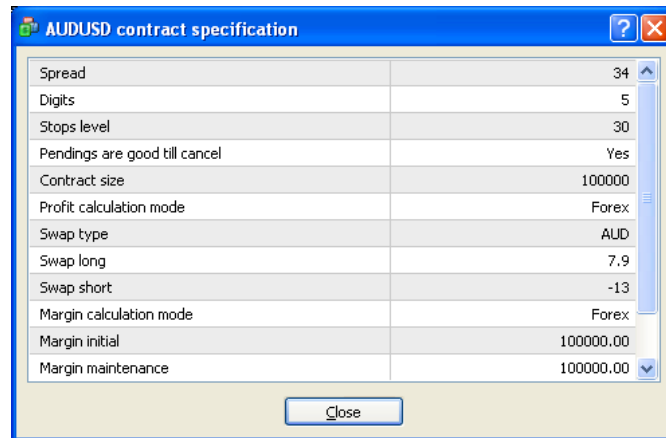 AUDUSD contract specification
Spread 34
Digits 5
Stops level 30
Pendings are good till cancel Yes
Contract size 100000
Profit calculation mode Forex
Swap type AUD
Swap long 7.9
Swap short -13
Margin calculation mode Forex
Margin initial 100000.00
Margin maintenance 100000.00
Close